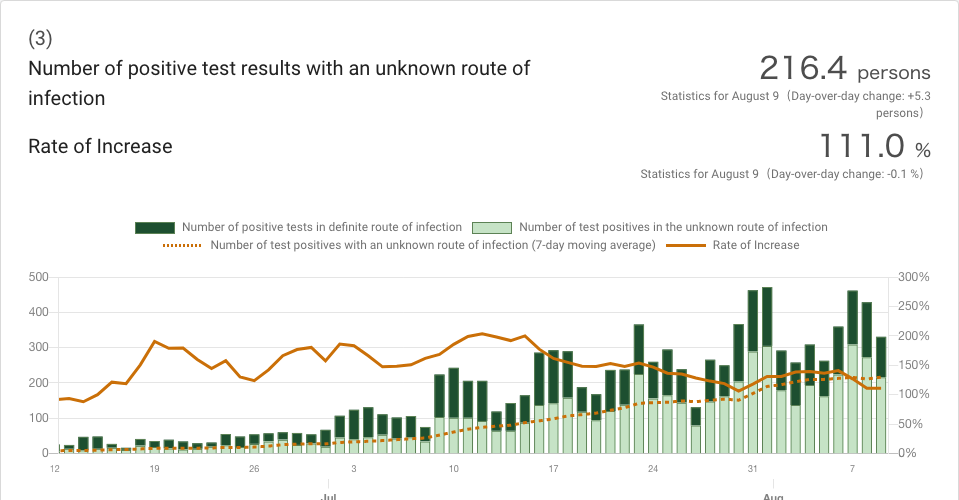 (3)
Number of positive test results with an unknown route of
infection
216.4 persons
Statistics for August 9（Day-over-day change: +5.3
persons）
Rate of Increase
111.0 %
Statistics for August 9（Day-over-day change: -0.1 %）
Number of positive tests in definite route of infection Number of test positives in the unknown route of infection
Number of test positives with an unknown route of infection (7-day moving average) Rate of Increase
500 300%
250%
400
200%
300
150%
200
100%
100
50%
0 0%
12 19 26 3 10 17 24 31 7
Jul Aug